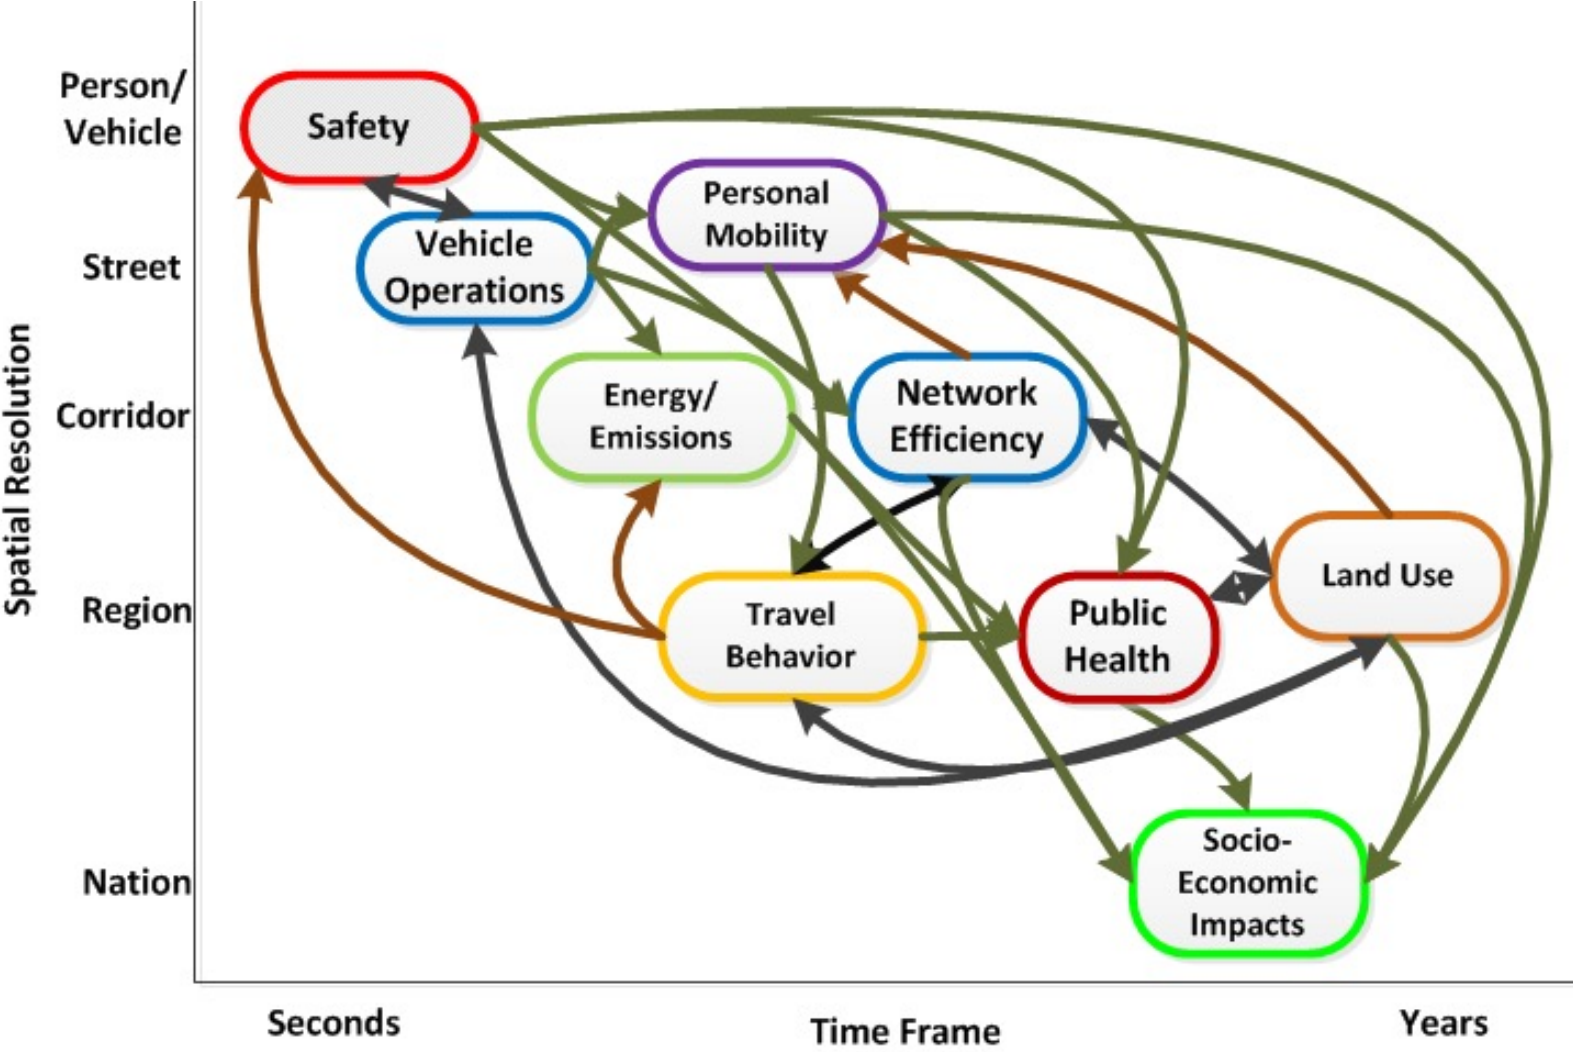 Person/
Vehicle
Street
Corridor
Region
Nation
Spatial Resolution
Safety
Vehicle
Operations
Personal
Mobility
Energy/
Emissions
Network
Efficiency
Travel
Behavior
Public
Health
Land Use
Socio-
Economic
Impacts
Seconds
Time Frame
Years